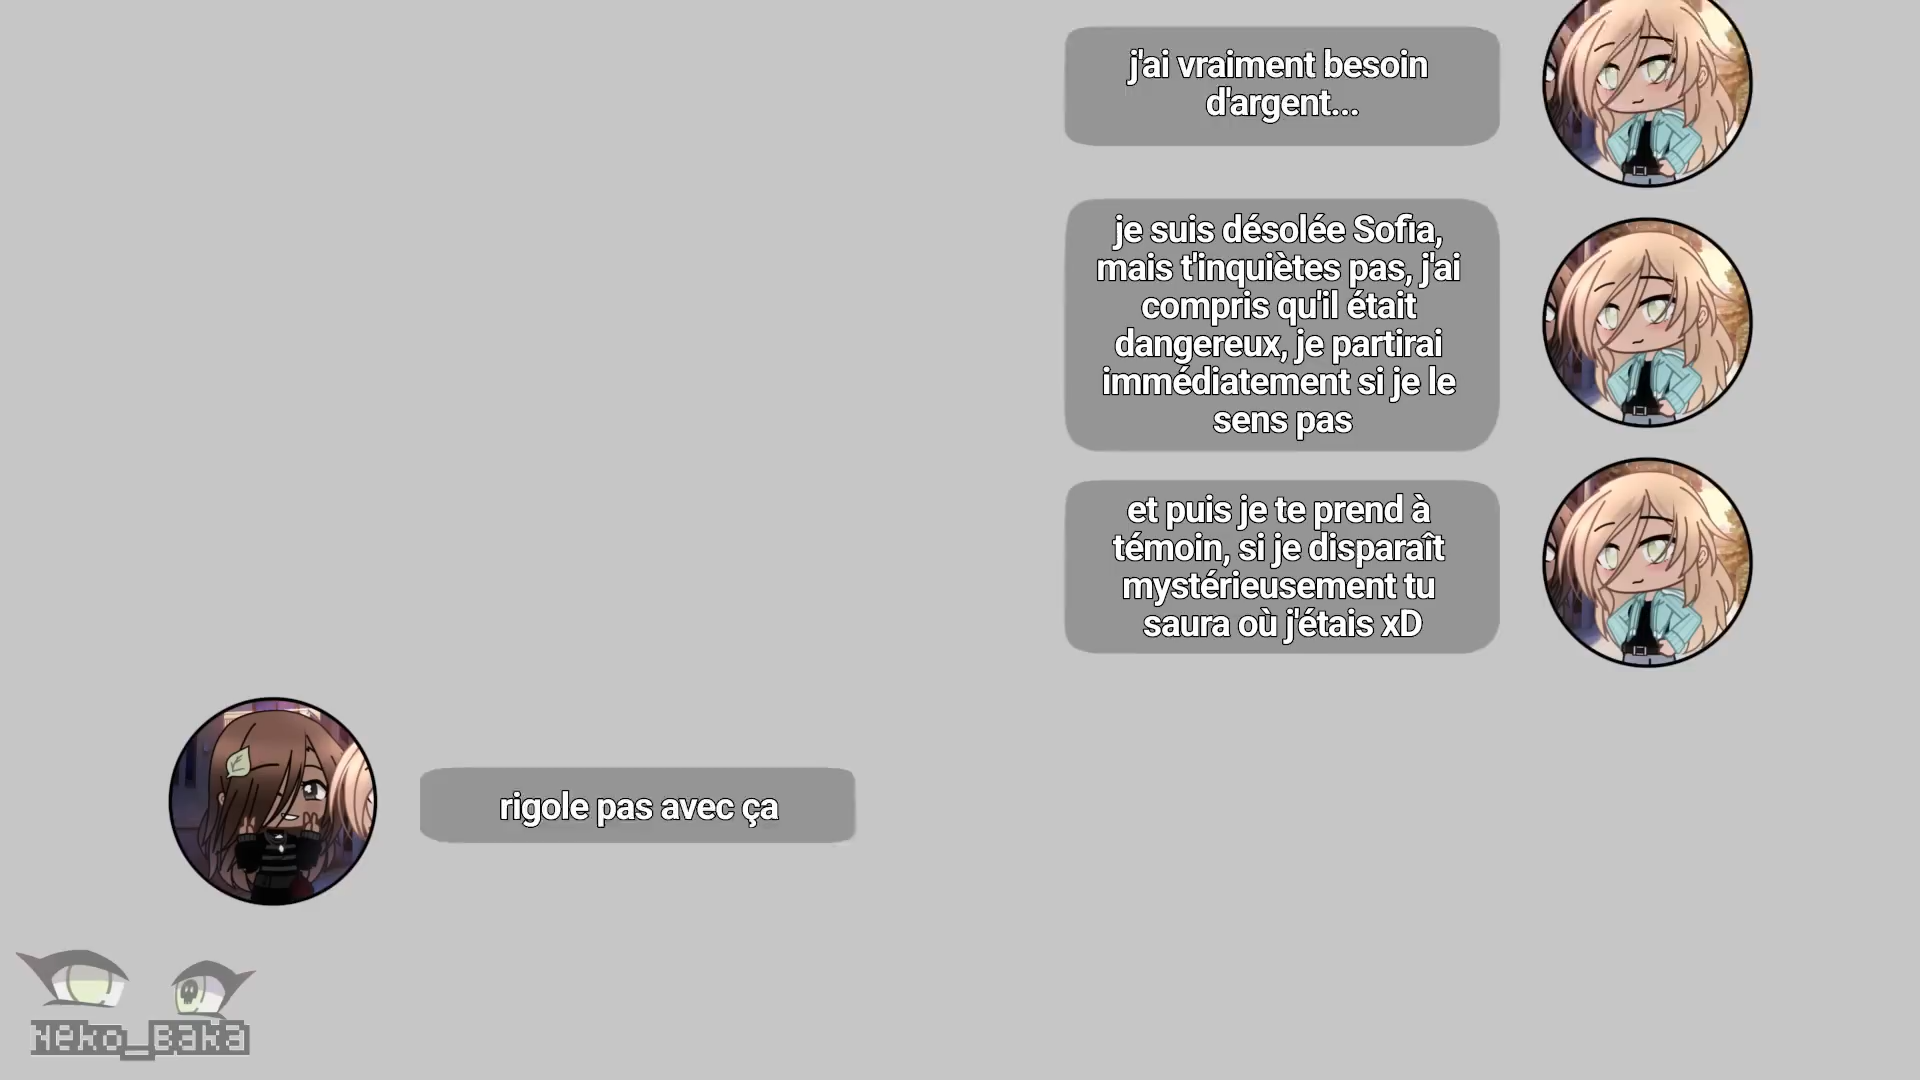 j'ai vraiment besoin
d'argent...
je suis désolée Sofia,
mais t'inquiètes pas, j'ai
compris qu'il était
dangereux, je partirai
immédiatement si je le
sens pas
et puis je te prend à
témoin, si je disparaît
mystérieusement tu
saura où j'étais xD
rigole pas avec ça
Neko_Baka